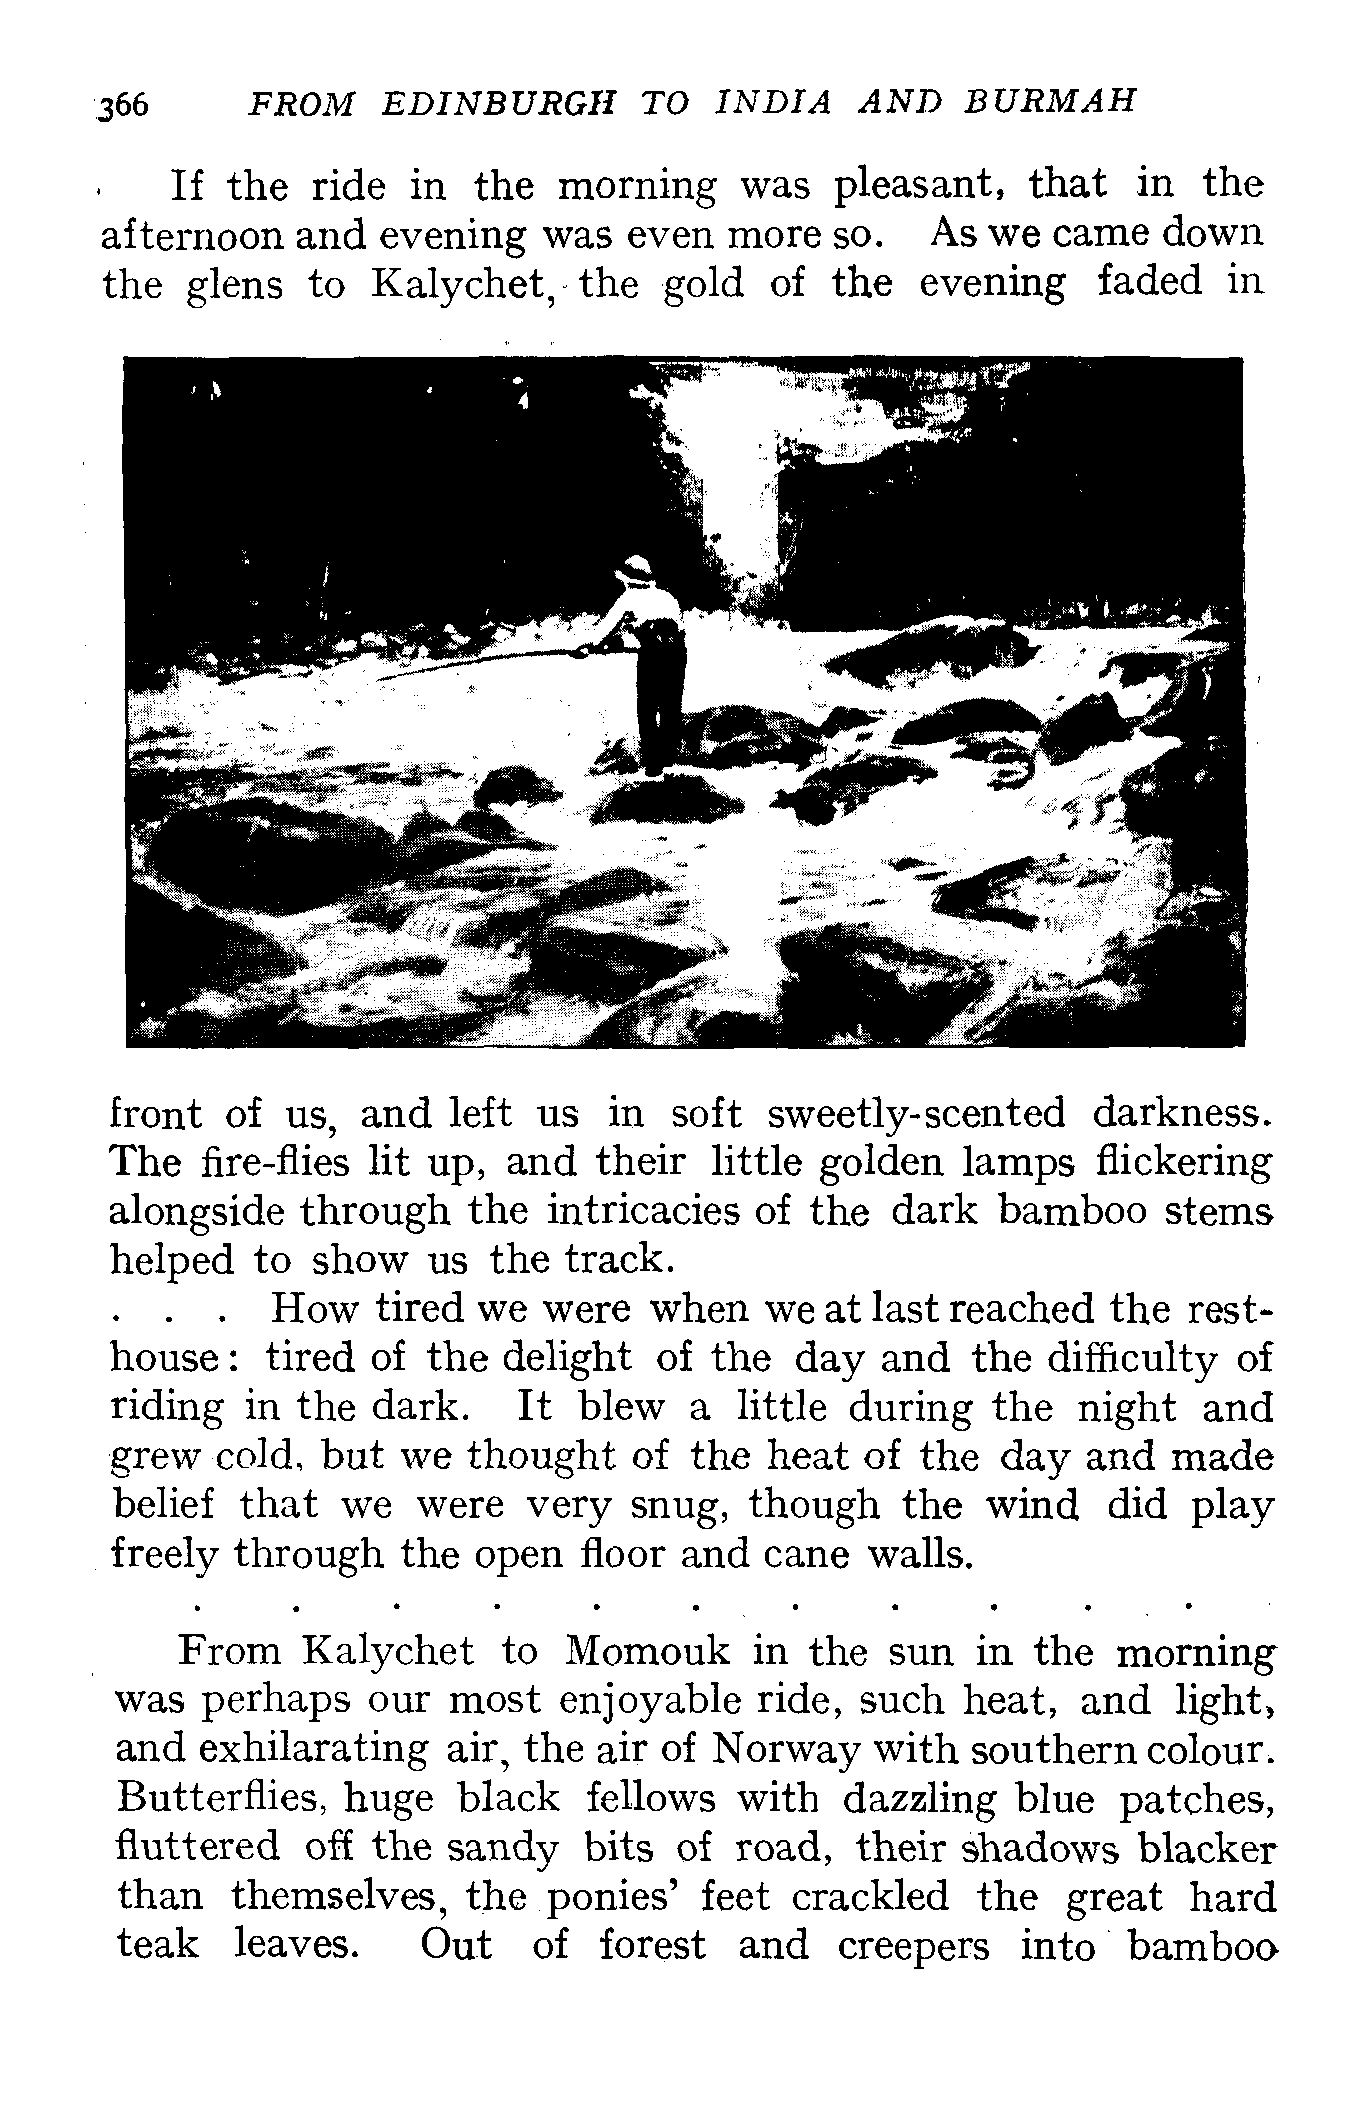 366 FROM EDINBURGH TO INDIA AND BURMAH
If the ride in the morning was pleasant, that in the
afternoon and evening was even more so. As we came down
the glens to Kalychet, the gold of the evening faded in
front of us, and left us in soft sweetly-scented darkness.
The fire-flies lit up, and their little golden lamps flickering
alongside through the intricacies of the dark bamboo stems
helped to show us the track.
. . . How tired we were when we at last reached the rest-
house: tired of the delight of the day and the difficulty of
riding in the dark. It blew a little during the night and
grew cold, but we thought of the heat of the day and made
belief that we were very snug, though the wind did play
freely through the open floor and cane walls.
. . . . . . . . . . .
From Kalychet to Momouk in the sun in the morning
was perhaps our most enjoyable ride, such heat, and light,
and exhilarating air, the air of Norway with southern colour.
Butterflies, huge black fellows with dazzling blue patches,
fluttered off the sandy bits of road, their shadows blacker
than themselves, the ponies' feet crackled the great hard
teak leaves. Out of forest and creepers into bamboo